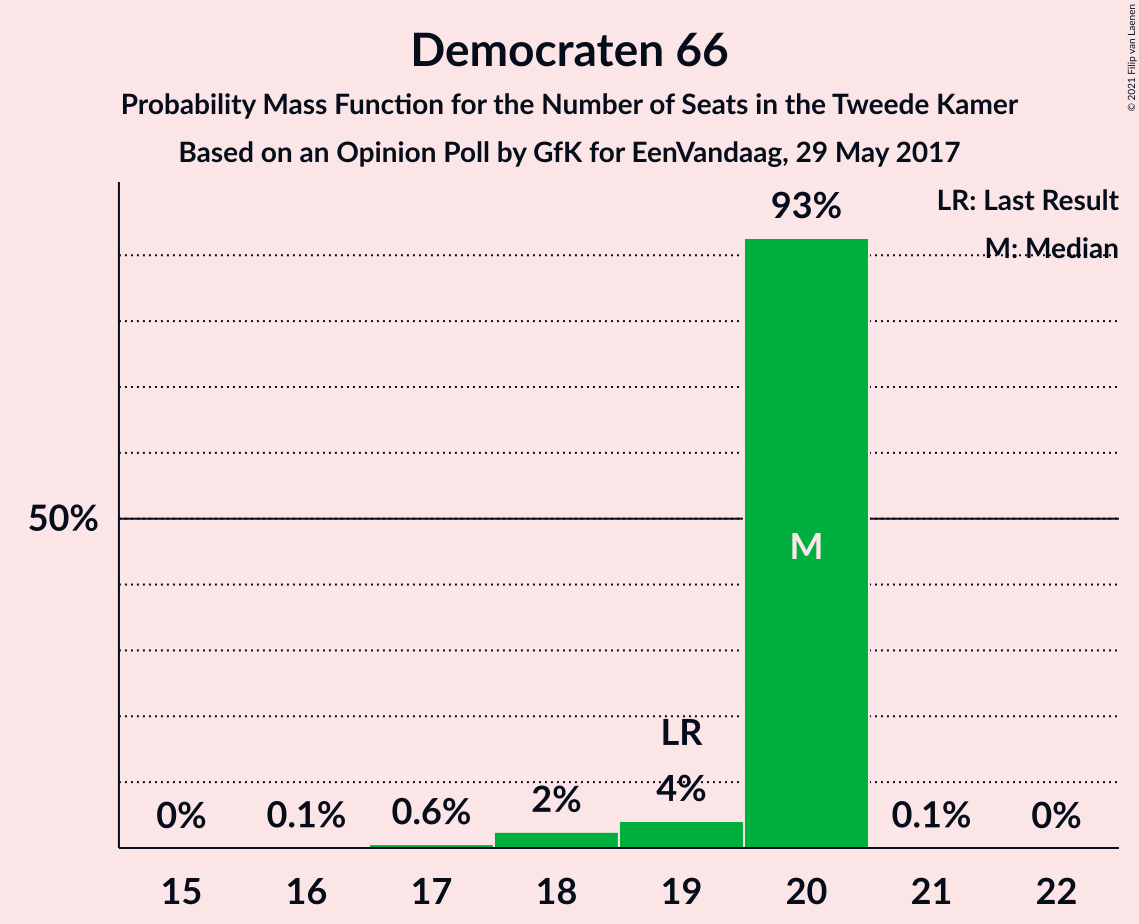 Democraten 66
Probability Mass Function for the Number of Seats in the Tweede Kamer
Based on an Opinion Poll by GfK for EenVandaag, 29 May 2017
© 2021 Filip van Laenen
LR: Last Result
M: Median
93%
50%
M
LR
0%
0.1%
0.6%
2%
4%
0.1%
0%
15 16 17 18 19 20 21 22